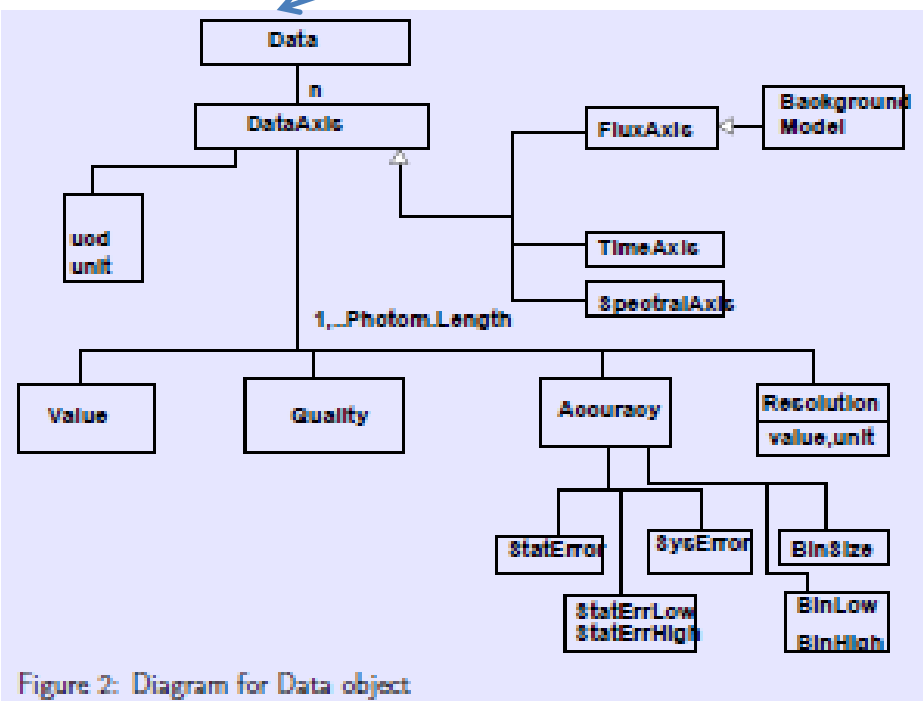 Data
n
DataAxis
FluxAxis
Background
Model
ucd
unit
TimeAxis
SpectralAxis
1,..Photom.Length
Value
Quality
Accuracy
Resolution
value,unit
StatError
SysError
BinSize
StatErrLow
StatErrHigh
BinLow
BinHigh
Figure 2: Diagram for Data object